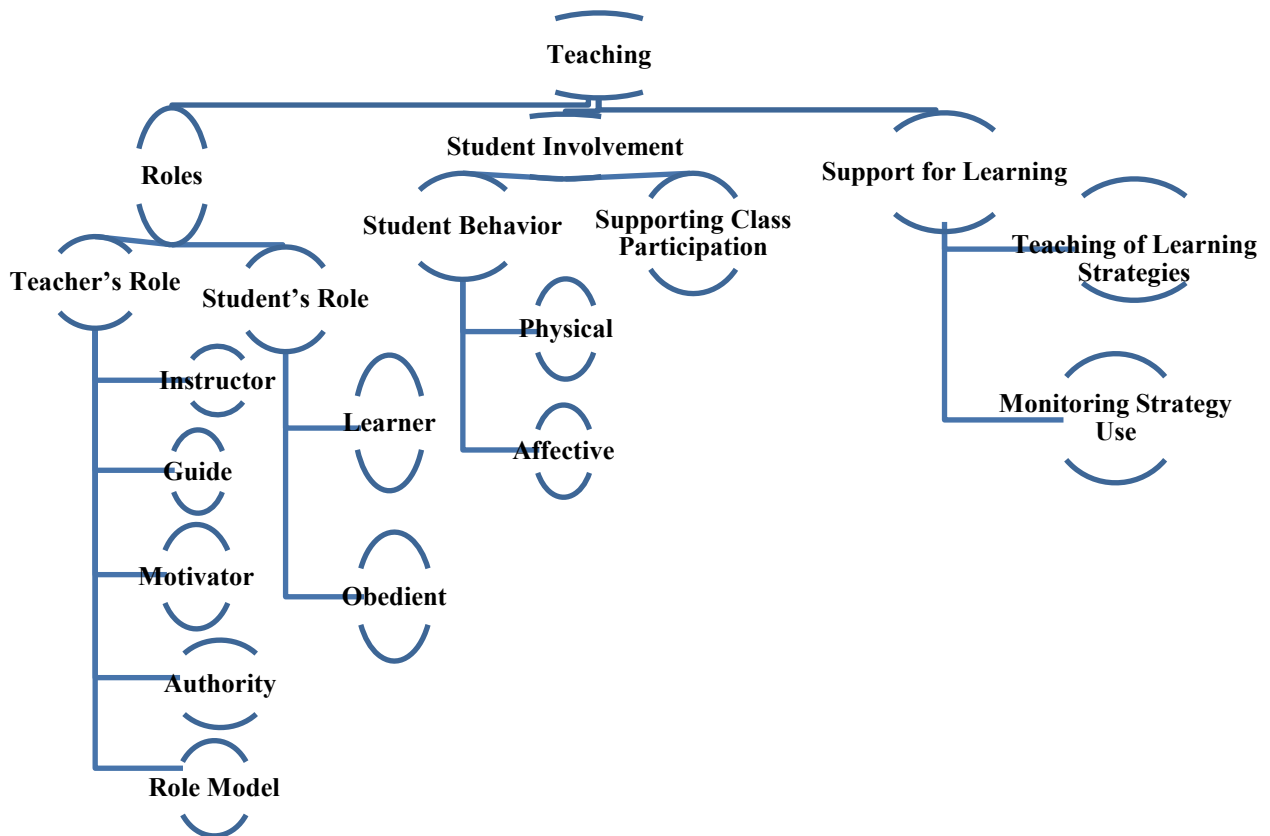 Teaching
Roles
Student Involvement
Support for Learning
Teacher’s Role
Student’s Role
Student Behavior
Supporting Class
Participation
Teaching of Learning
Strategies
Instructor
Guide
Motivator
Authority
Role Model
Learner
Obedient
Physical
Affective
Monitoring Strategy
Use